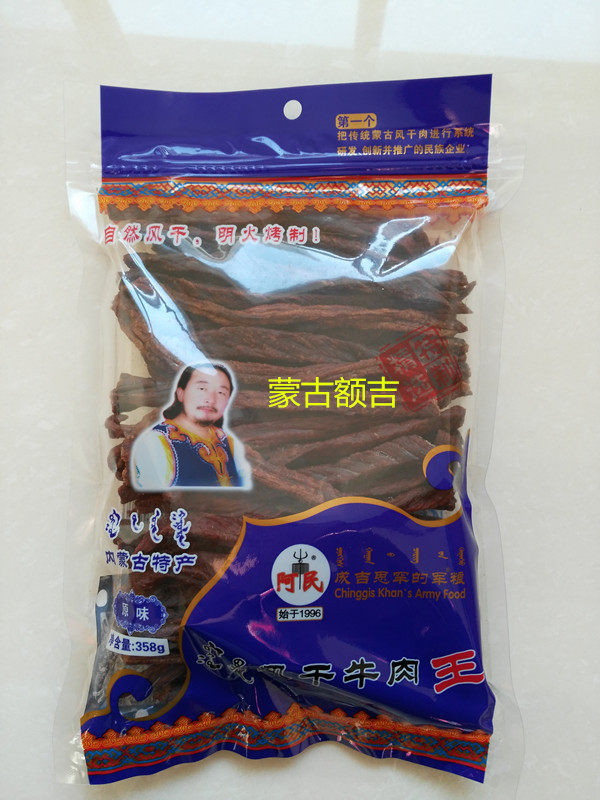 第一个
把传统蒙古风干肉进行系统
研发、创新并推广的民族企业
自然风干，明火烤制！
蒙古额吉
内蒙古特产
原味
净含量:358g
阿民
®
始于1996
成吉思罕的军粮
Chinggis Khan's Army Food
风干牛肉王